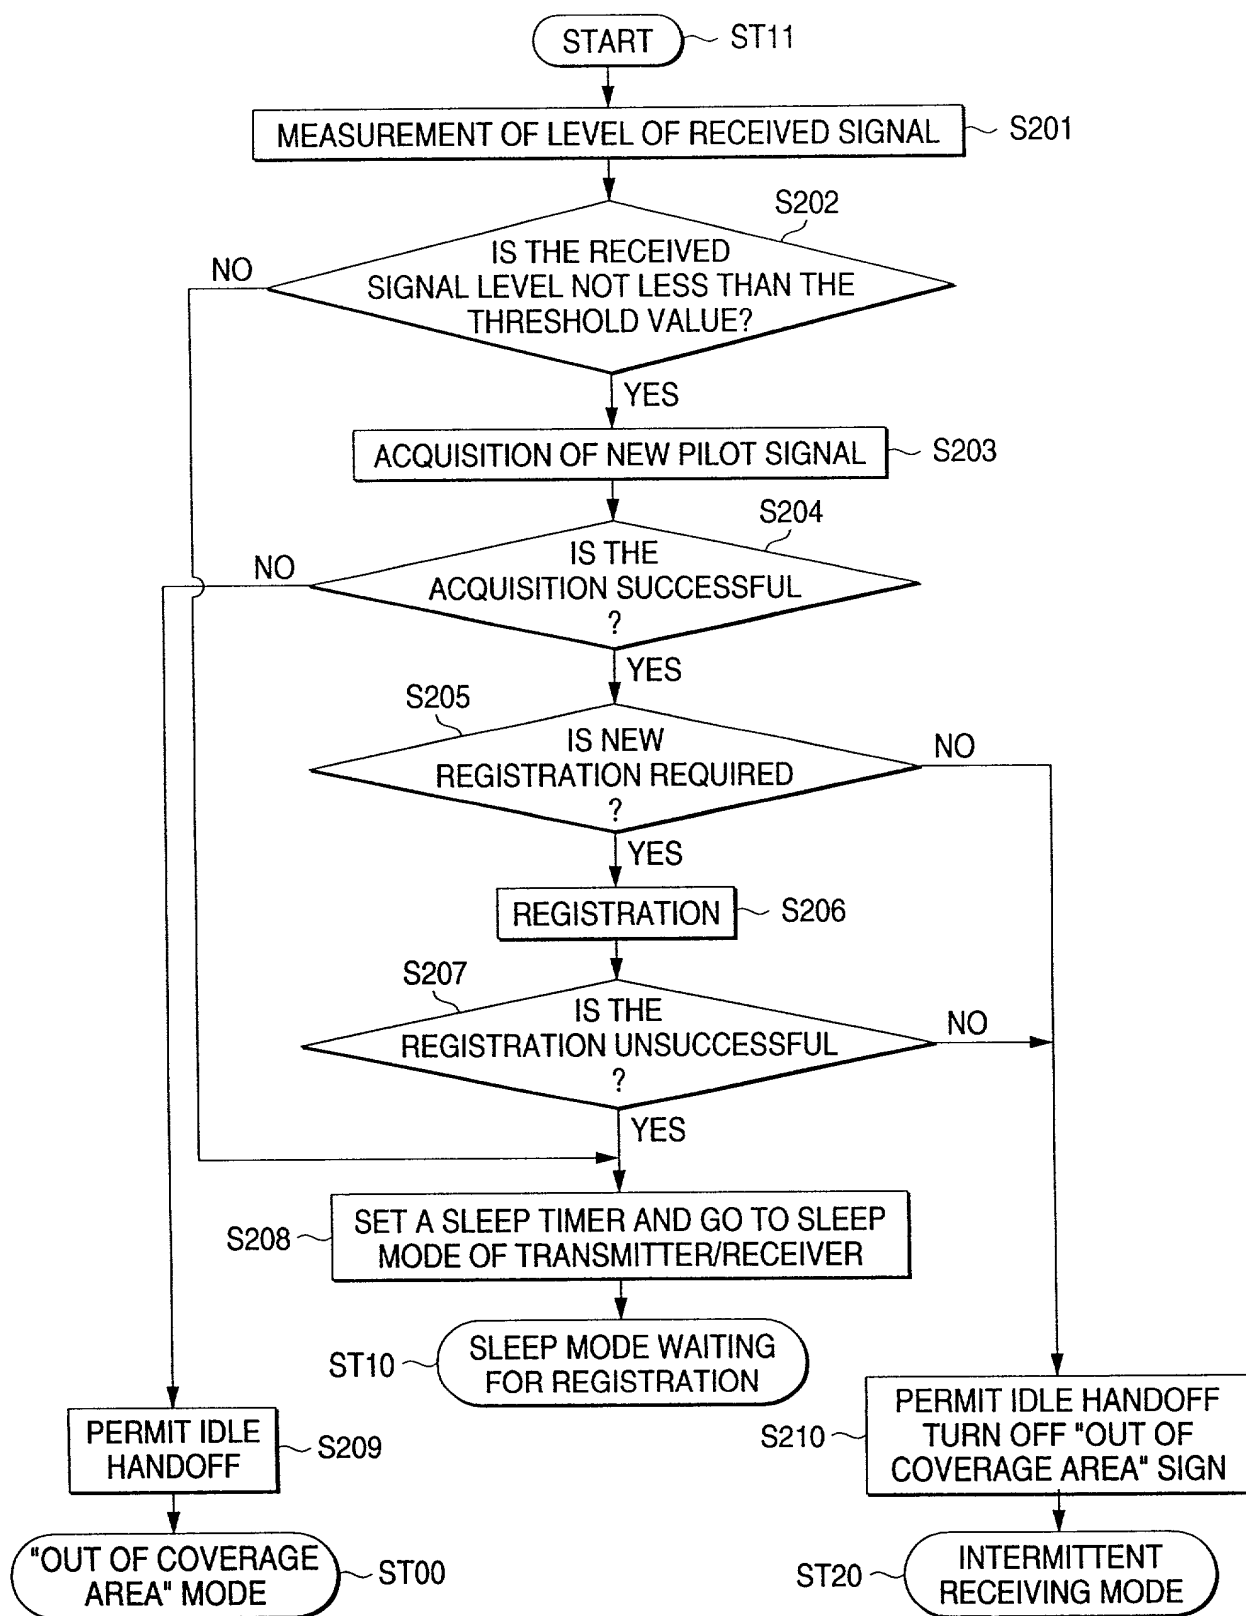 START
ST11
MEASUREMENT OF LEVEL OF RECEIVED SIGNAL
S201
S202
IS THE RECEIVED
SIGNAL LEVEL NOT LESS THAN THE
THRESHOLD VALUE?
NO
YES
ACQUISITION OF NEW PILOT SIGNAL
S203
S204
IS THE
ACQUISITION SUCCESSFUL
?
NO
YES
S205
IS NEW
REGISTRATION REQUIRED
?
NO
YES
REGISTRATION
S206
S207
IS THE
REGISTRATION UNSUCCESSFUL
?
NO
YES
S208
SET A SLEEP TIMER AND GO TO SLEEP
MODE OF TRANSMITTER/RECEIVER
ST10
SLEEP MODE WAITING
FOR REGISTRATION
PERMIT IDLE
HANDOFF
S209
S210
PERMIT IDLE HANDOFF
TURN OFF "OUT OF
COVERAGE AREA" SIGN
"OUT OF COVERAGE
AREA" MODE
ST00
ST20
INTERMITTENT
RECEIVING MODE